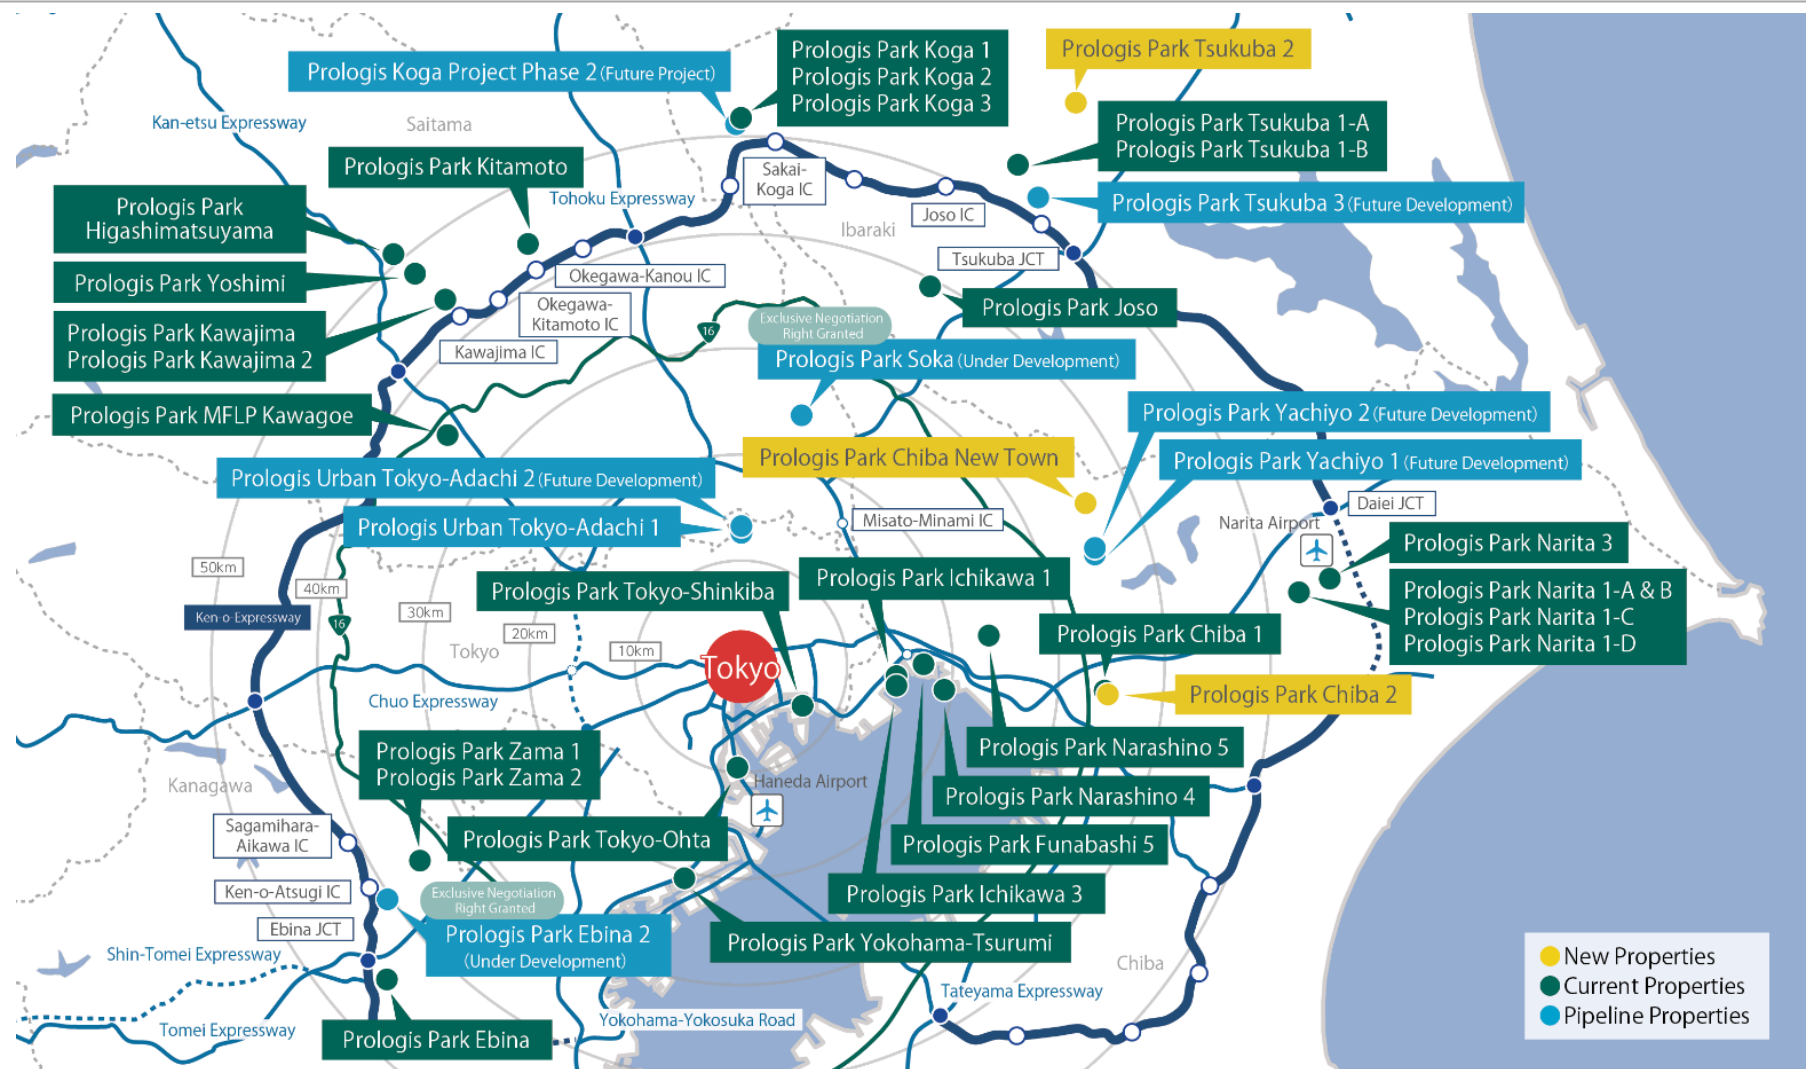 Prologis Park Koga 1
Prologis Park Koga 2
Prologis Park Koga 3
Prologis Park Tsukuba 2
Prologis Koga Project Phase 2 (Future Project)
Kan-etsu Expressway
Saitama
Prologis Park Tsukuba 1-A
Prologis Park Tsukuba 1-B
Prologis Park Kitamoto
Sakai-
Koga IC
Tohoku Expressway
Prologis Park Tsukuba 3 (Future Development)
Joso IC
Prologis Park
Higashimatsuyama
Ibaraki
Tsukuba JCT
Okegawa-Kanou IC
Prologis Park Yoshimi
Okegawa-
Kitamoto IC
Prologis Park Joso
Exclusive Negotiation
Right Granted
16
Prologis Park Kawajima
Prologis Park Kawajima 2
Kawajima IC
Prologis Park Soka (Under Development)
Prologis Park MFLP Kawagoe
Prologis Park Yachiyo 2 (Future Development)
Prologis Park Chiba New Town
Prologis Park Yachiyo 1 (Future Development)
Prologis Urban Tokyo-Adachi 2 (Future Development)
Daiei JCT
Prologis Urban Tokyo-Adachi 1
Misato-Minami IC
Narita Airport
Prologis Park Narita 3
50km
40km
Prologis Park Tokyo-Shinkiba
Prologis Park Ichikawa 1
Prologis Park Narita 1-A & B
Prologis Park Narita 1-C
Prologis Park Narita 1-D
Ken-o-Expressway
16
30km
20km
10km
Tokyo
Tokyo
Prologis Park Chiba 1
Chuo Expressway
Prologis Park Chiba 2
Prologis Park Zama 1
Prologis Park Zama 2
Prologis Park Narashino 5
Kanagawa
Haneda Airport
Prologis Park Narashino 4
Sagamihara-
Aikawa IC
Prologis Park Tokyo-Ohta
Prologis Park Funabashi 5
Ken-o-Atsugi IC
Exclusive Negotiation
Right Granted
Prologis Park Ichikawa 3
Ebina JCT
Prologis Park Ebina 2
(Under Development)
Prologis Park Yokohama-Tsurumi
Shin-Tomei Expressway
Chiba
Tateyama Expressway
Tomei Expressway
Yokohama-Yokosuka Road
Prologis Park Ebina
New Properties
Current Properties
Pipeline Properties